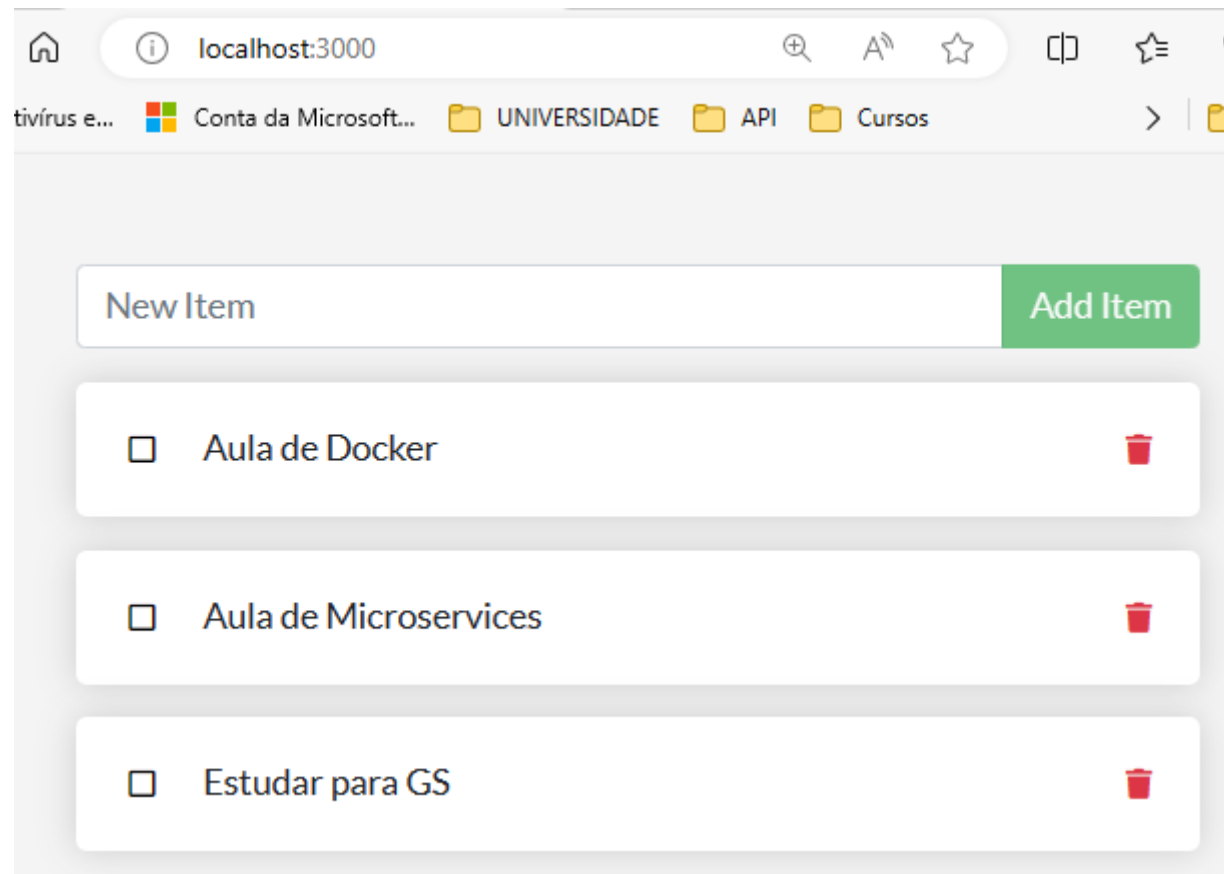 localhost:3000
tivírus e... Conta da Microsoft... UNIVERSIDADE API Cursos
New Item Add Item
Aula de Docker
Aula de Microservices
Estudar para GS